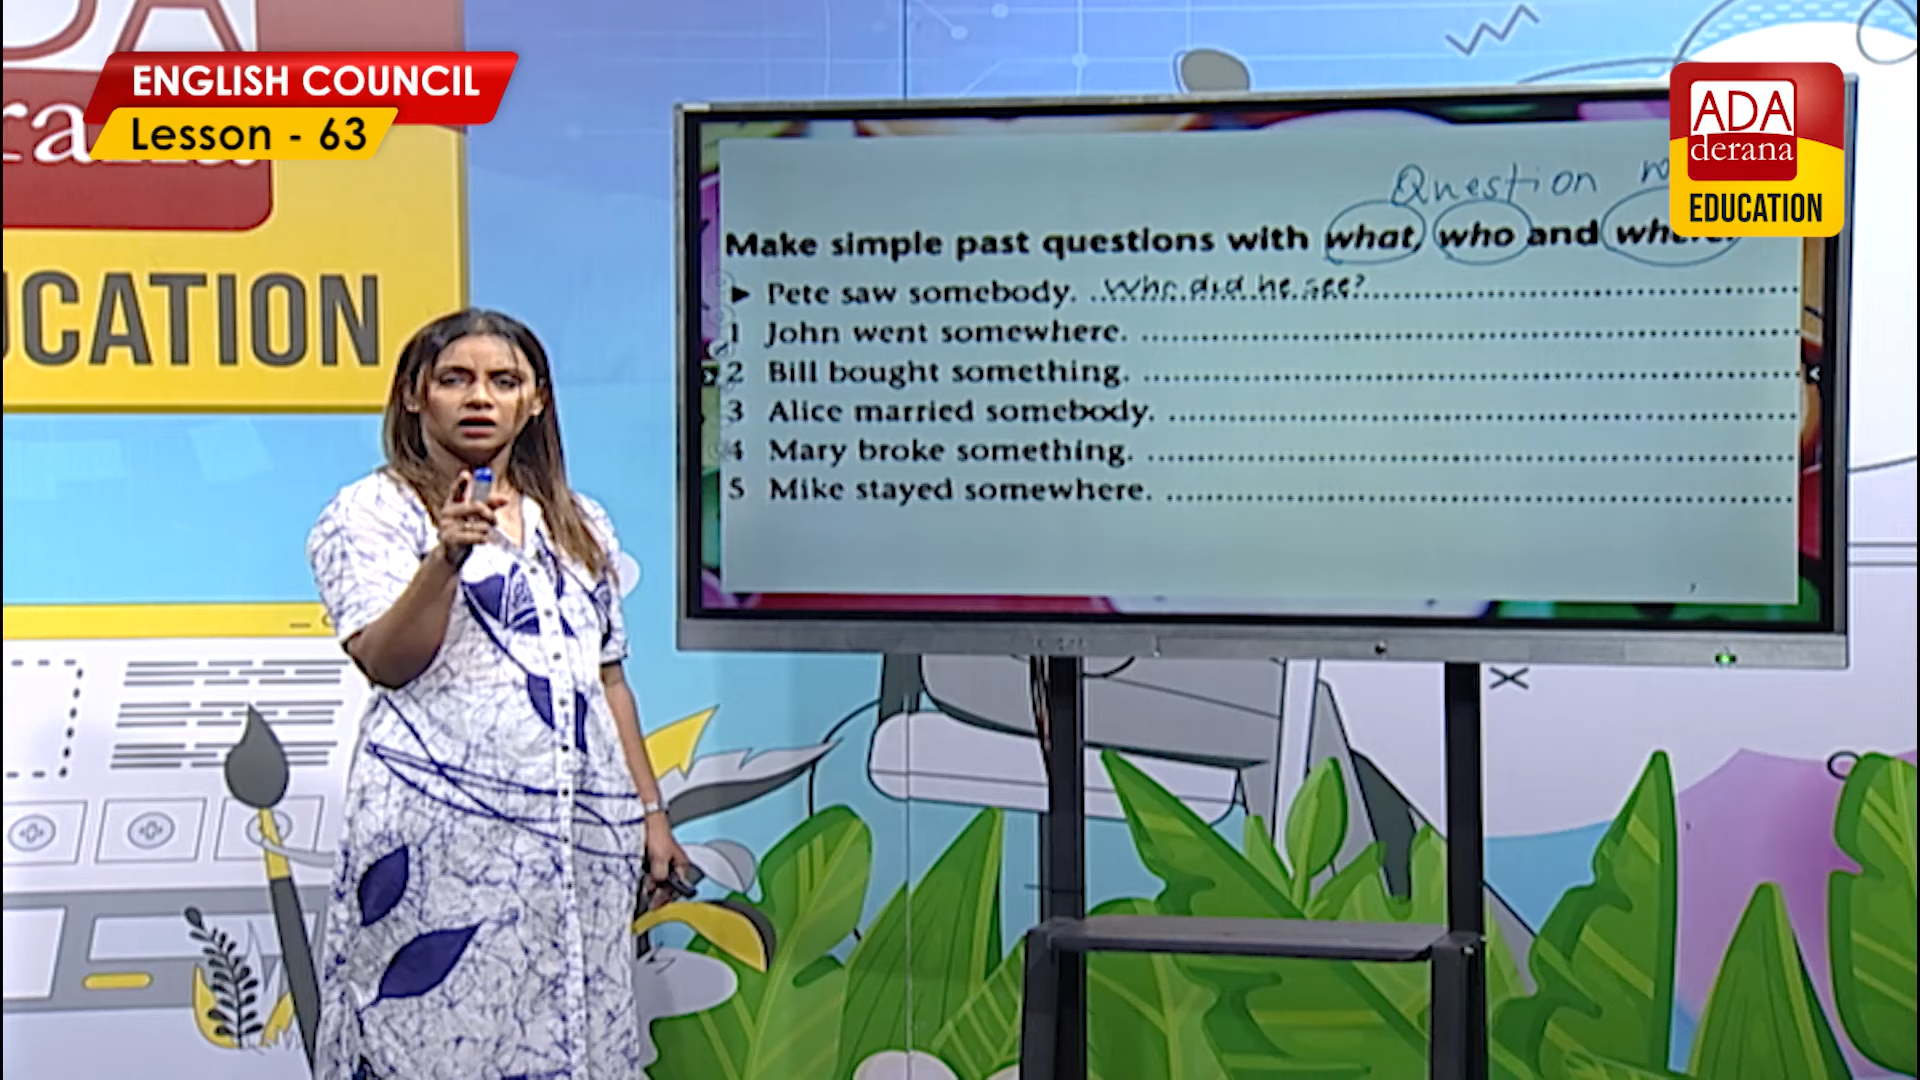 ENGLISH COUNCIL
Lesson - 63
ADA
derana
EDUCATION
CATION
Question
Make simple past questions with what, who and where.
► Pete saw somebody. Who did he see?
1 John went somewhere.
2 Bill bought something.
3 Alice married somebody.
4 Mary broke something.
5 Mike stayed somewhere.